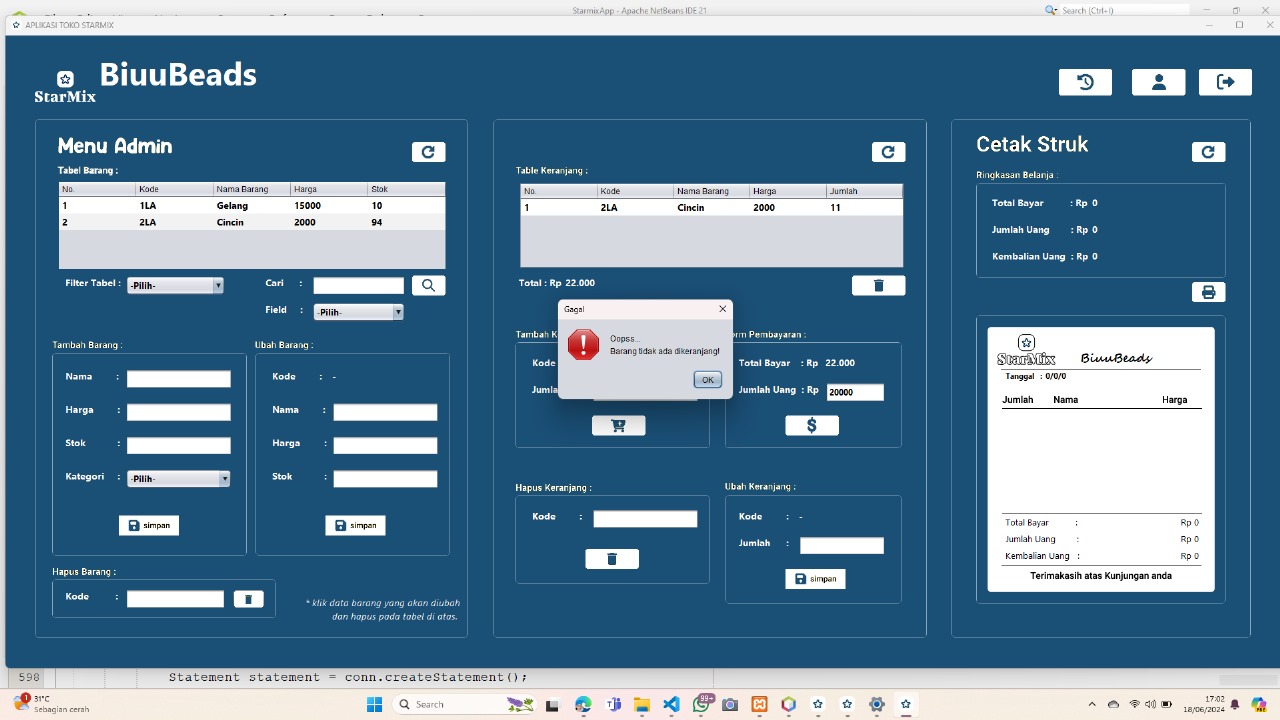 StarmixApp - Apache NetBeans IDE 21
Search (Ctrl+I)
APLIKASI TOKO STARMIX
StarMix
BiuuBeads
Menu Admin
Tabel Barang :
No. Kode Nama Barang Harga Stok
1 1LA Gelang 15000 10
2 2LA Cincin 2000 94
Filter Tabel : -Pilih-
Cari :
Field : -Pilih-
Tambah Barang :
Nama :
Harga :
Stok :
Kategori : -Pilih-
simpan
Ubah Barang :
Kode : -
Nama :
Harga :
Stok :
simpan
Hapus Barang :
Kode :
* klik data barang yang akan diubah
dan hapus pada tabel di atas.
Table Keranjang :
No. Kode Nama Barang Harga Jumlah
1 2LA Cincin 2000 11
Total : Rp 22.000
Gagal
Oopss...
Barang tidak ada dikeranjang!
OK
Tambah K
Kode
Jumla
orm Pembayaran :
Total Bayar : Rp 22.000
Jumlah Uang : Rp 20000
Hapus Keranjang :
Kode :
Ubah Keranjang :
Kode : -
Jumlah :
simpan
Cetak Struk
Ringkasan Belanja :
Total Bayar : Rp 0
Jumlah Uang : Rp 0
Kembalian Uang : Rp 0
StarMix
BiuuBeads
Tanggal : 0/0/0
Jumlah Nama Harga
Total Bayar : Rp 0
Jumlah Uang : Rp 0
Kembalian Uang : Rp 0
Terimakasih atas Kunjungan anda
598 Statement statement = conn.createStatement();
1
31°C
Sebagian cerah
Search
99+
17:02
18/06/2024